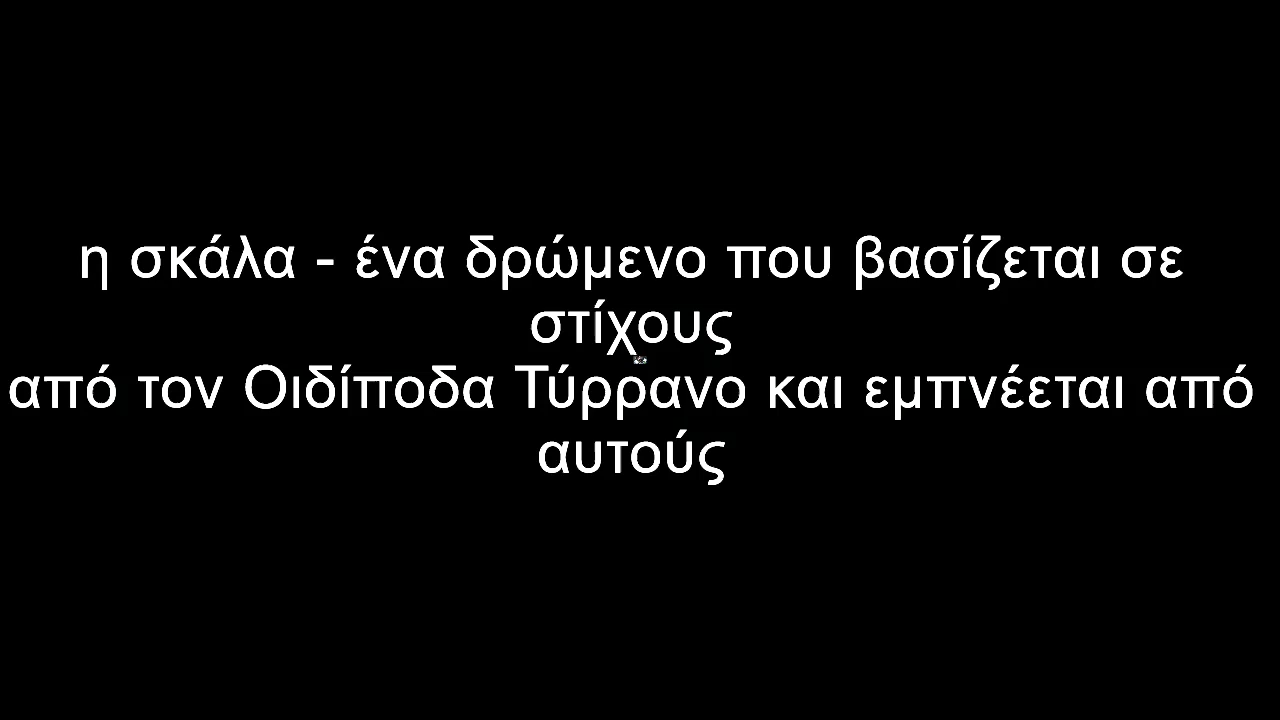 η σκάλα - ένα δρώμενο που βασίζεται σε
στίχους
από τον Οιδίποδα Τύρρανο και εμπνέεται από
αυτούς